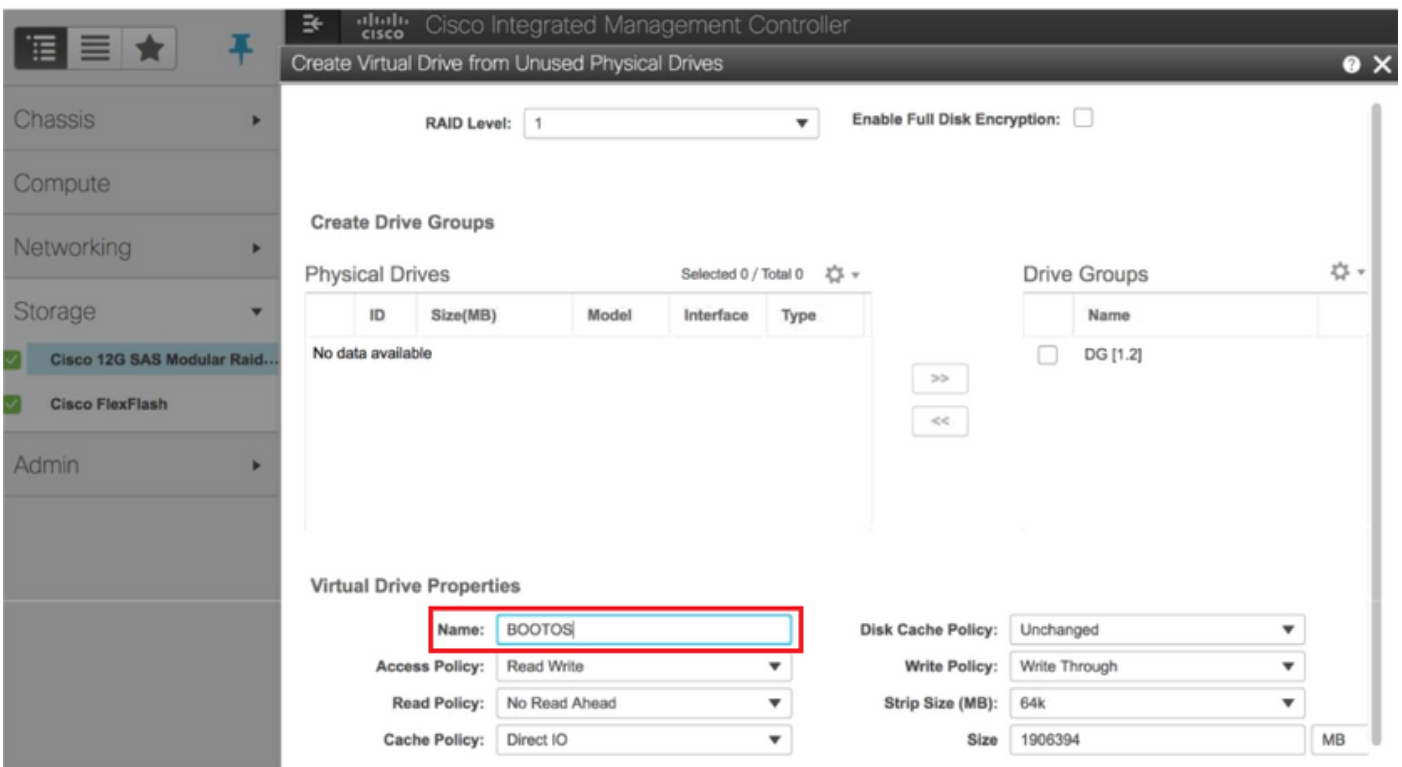 cisco Cisco Integrated Management Controller
Create Virtual Drive from Unused Physical Drives
Chassis
Compute
Networking
Storage
Cisco 12G SAS Modular Raid...
Cisco FlexFlash
Admin
RAID Level: 1
Enable Full Disk Encryption:
Create Drive Groups
Physical Drives Selected 0 / Total 0
ID Size(MB) Model Interface Type
No data available
>>
<<
Drive Groups
Name
DG [1.2]
Virtual Drive Properties
Name: BOOTOS Disk Cache Policy: Unchanged
Access Policy: Read Write Write Policy: Write Through
Read Policy: No Read Ahead Strip Size (MB): 64k
Cache Policy: Direct IO Size 1906394 MB